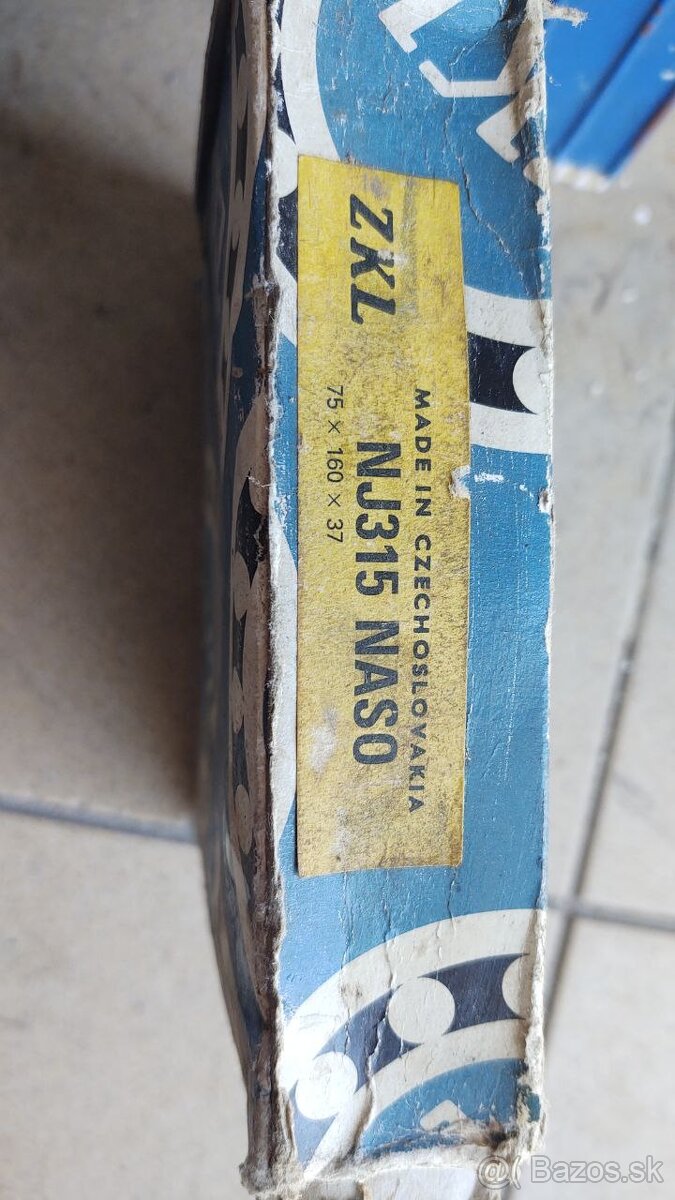 ZKL
MADE IN CZECHOSLOVAKIA
NJ315 NASO
75 × 160 × 37
@( Bazos.sk